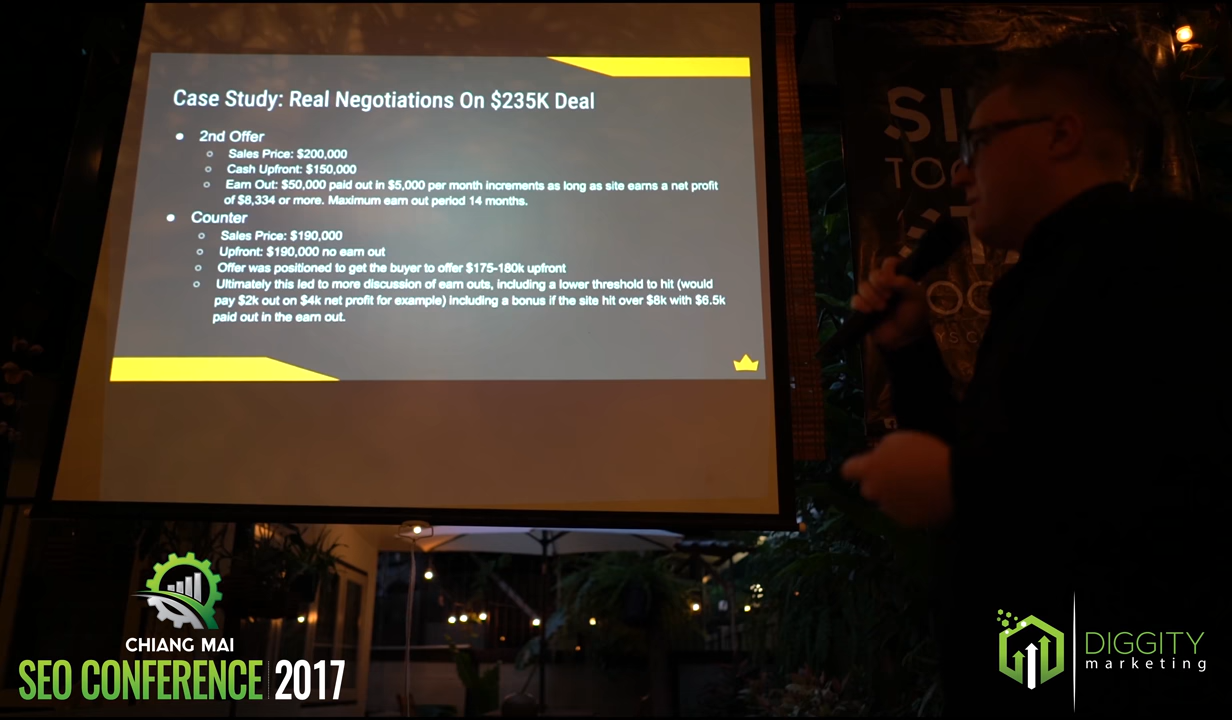 Case Study: Real Negotiations On $235K Deal
● 2nd Offer
○ Sales Price: $200,000
○ Cash Upfront: $150,000
○ Earn Out: $50,000 paid out in $5,000 per month increments as long as site earns a net profit
of $8,334 or more. Maximum earn out period 14 months.
● Counter
○ Sales Price: $190,000
○ Upfront: $190,000 no earn out
○ Offer was positioned to get the buyer to offer $175-180k upfront
○ Ultimately this led to more discussion of earn outs, including a lower threshold to hit (would
pay $2k out on $4k net profit for example) including a bonus if the site hit over $8k with $6.5k
paid out in the earn out.
CHIANG MAI
SEO CONFERENCE 2017
DIGGITY
marketing